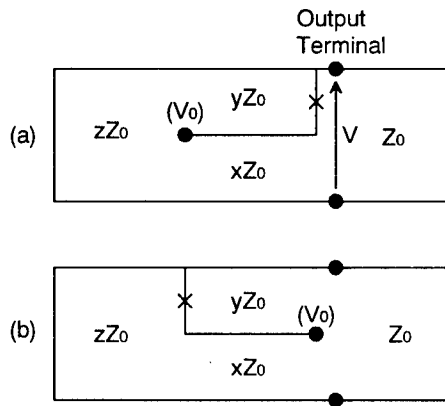 Output
Terminal
(a)
zZ₀
(V₀)
yZ₀
xZ₀
V
Z₀
(b)
zZ₀
yZ₀
(V₀)
xZ₀
Z₀